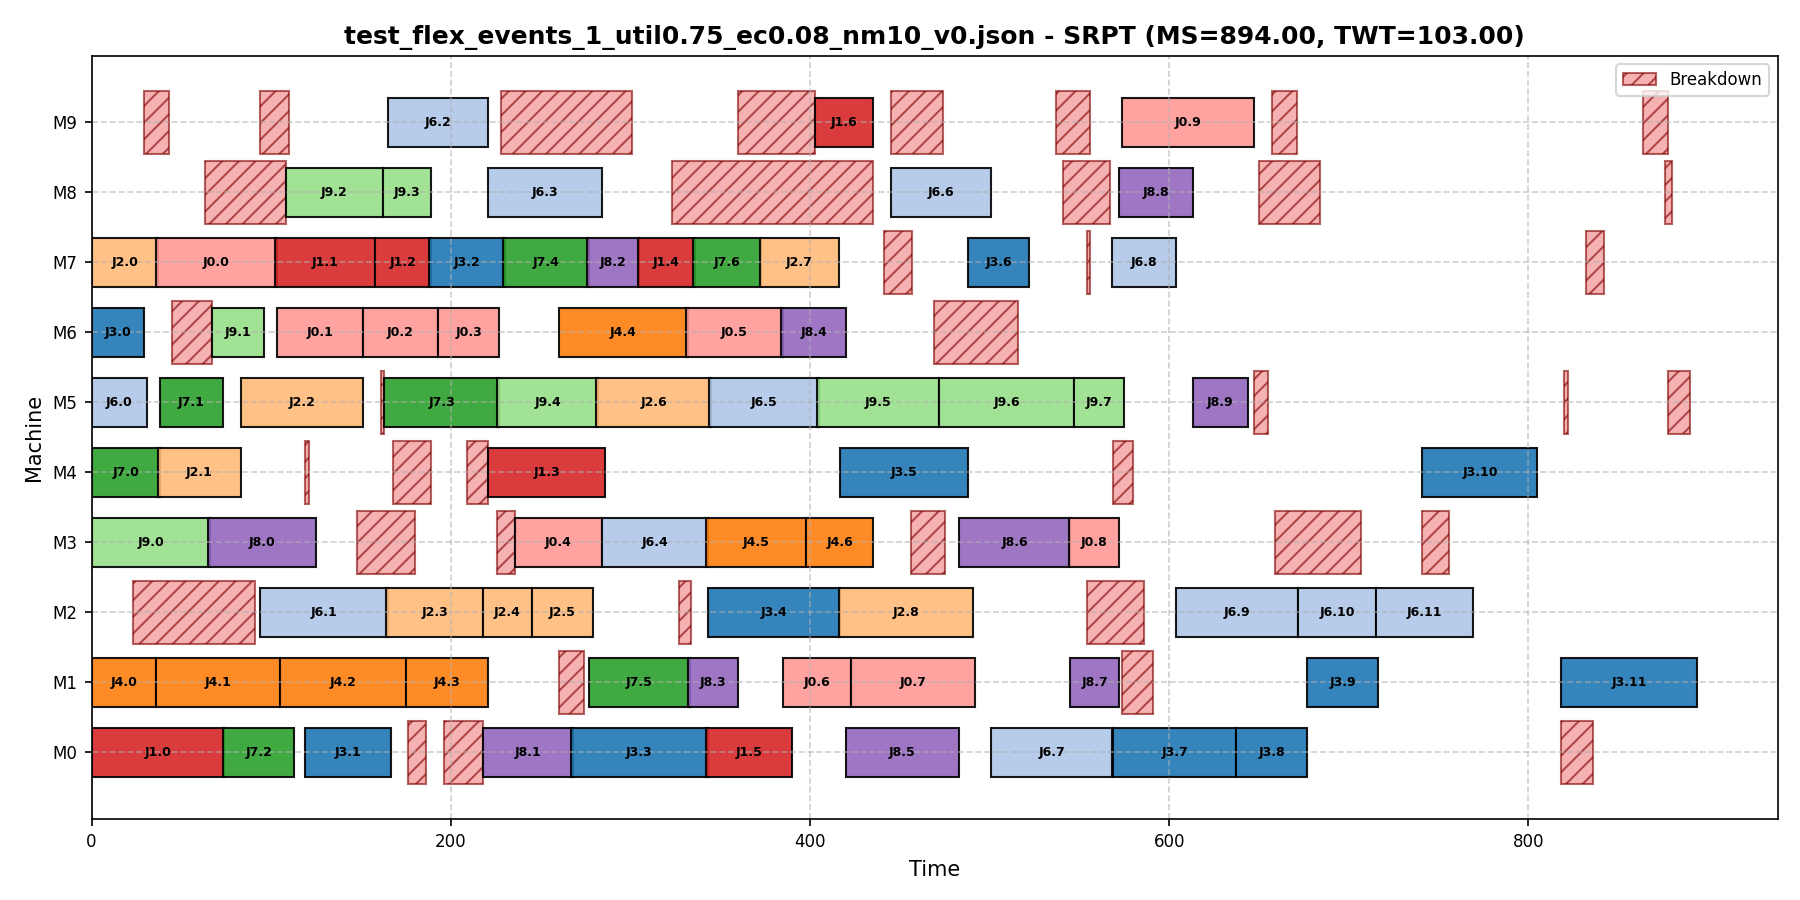 test_flex_events_1_util0.75_ec0.08_nm10_v0.json - SRPT (MS=894.00, TWT=103.00)
Breakdown
M9 J6.2 J1.6 J0.9
M8 J9.2 J9.3 J6.3 J6.6 J8.8
M7 J2.0 J0.0 J1.1 J1.2 J3.2 J7.4 J8.2 J1.4 J7.6 J2.7 J3.6 J6.8
M6 J3.0 J9.1 J0.1 J0.2 J0.3 J4.4 J0.5 J8.4
M5 J6.0 J7.1 J2.2 J7.3 J9.4 J2.6 J6.5 J9.5 J9.6 J9.7 J8.9
M4 J7.0 J2.1 J1.3 J3.5 J3.10
M3 J9.0 J8.0 J0.4 J6.4 J4.5 J4.6 J8.6 J0.8
M2 J6.1 J2.3 J2.4 J2.5 J3.4 J2.8 J6.9 J6.10 J6.11
M1 J4.0 J4.1 J4.2 J4.3 J7.5 J8.3 J0.6 J0.7 J8.7 J3.9 J3.11
M0 J1.0 J7.2 J3.1 J8.1 J3.3 J1.5 J8.5 J6.7 J3.7 J3.8
Machine
0 200 400 600 800
Time